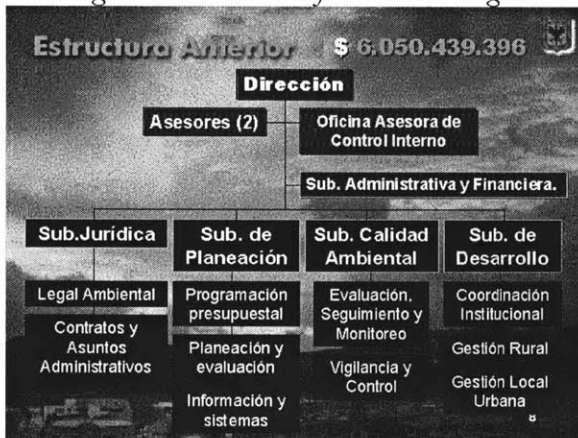 Estructura Anterior $ 6.050.439.396
Dirección
Asesores (2)
Oficina Asesora de
Control Interno
Sub. Administrativa y Financiera.
Sub.Jurídica
Legal Ambiental
Contratos y
Asuntos
Administrativos
Sub. de
Planeación
Programación
presupuestal
Planeación y
evaluación
Información y
sistemas
Sub. Calidad
Ambiental
Evaluación,
Seguimiento y
Monitoreo
Vigilancia y
Control
Sub. de
Desarrollo
Coordinación
Institucional
Gestión Rural
Gestión Local
Urbana
8